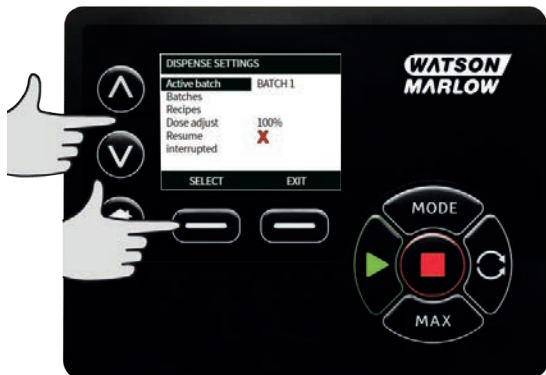 WATSON
MARLOW
DISPENSE SETTINGS
Active batch BATCH 1
Batches
Recipes
Dose adjust 100%
Resume
interrupted
SELECT EXIT
MODE
MAX